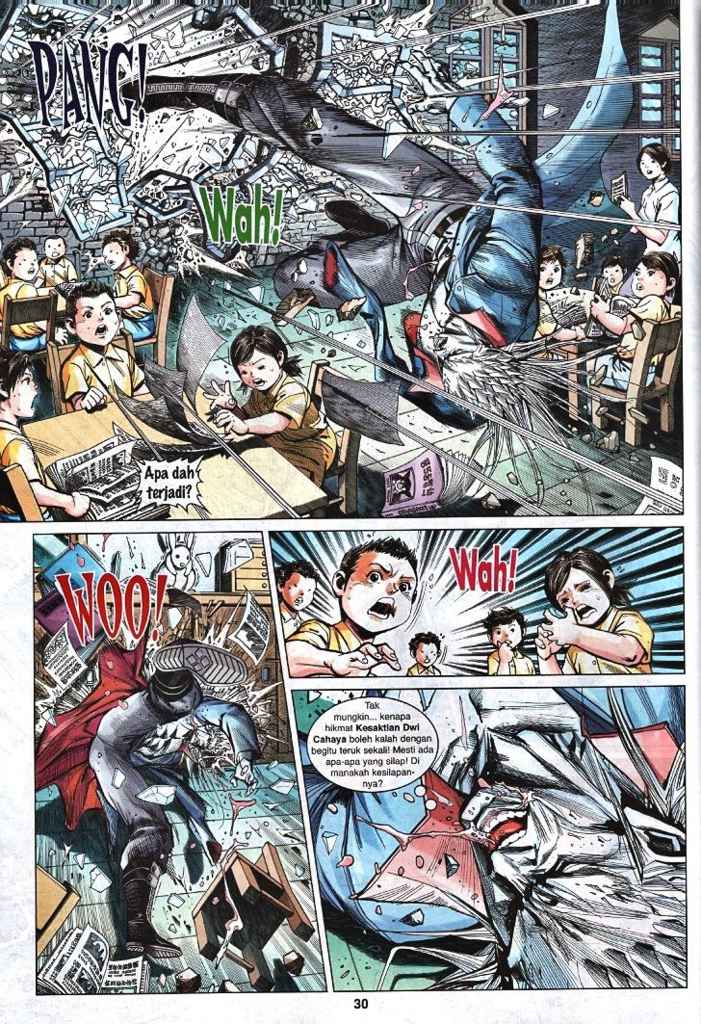 PANG!
Wah!
Apa dah
terjadi?
WOO!
Wah!
Tak
mungkin... kenapa
hikmat Kesaktian Dwi
Cahaya boleh kalah dengan
begitu teruk sekali! Mesti ada
apa-apa yang silap! Di
manakah kesilapan-
nya?
30